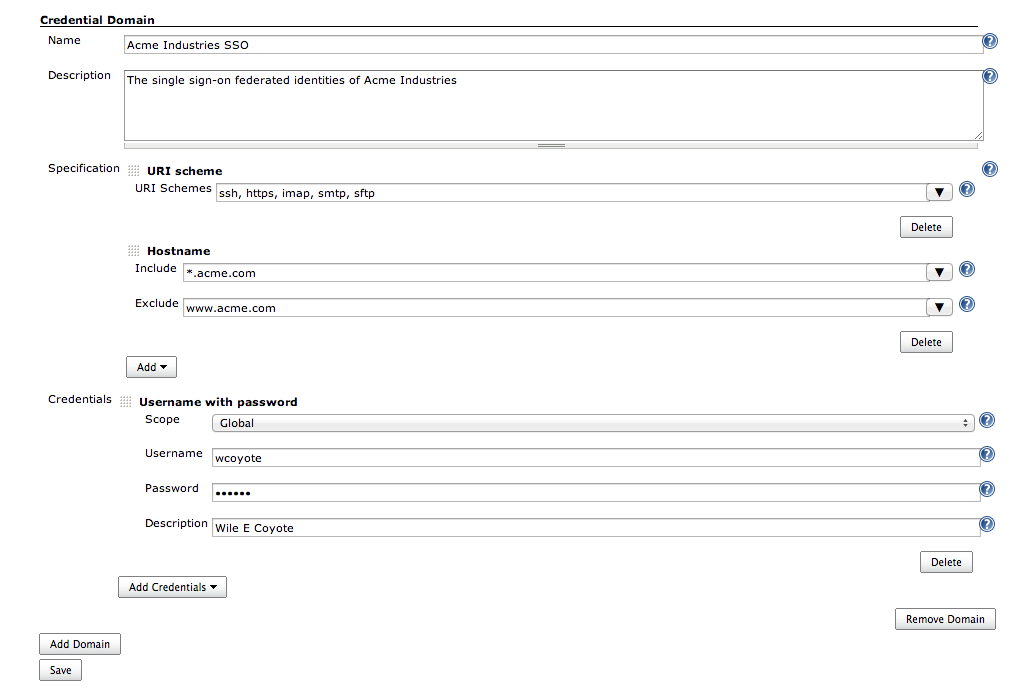 Credential Domain
Name Acme Industries SSO
Description The single sign-on federated identities of Acme Industries
Specification URI scheme
URI Schemes ssh, https, imap, smtp, sftp
Delete
Hostname
Include *.acme.com
Exclude www.acme.com
Delete
Add
Credentials Username with password
Scope Global
Username wcoyote
Password ••••••
Description Wile E Coyote
Delete
Add Credentials
Remove Domain
Add Domain
Save